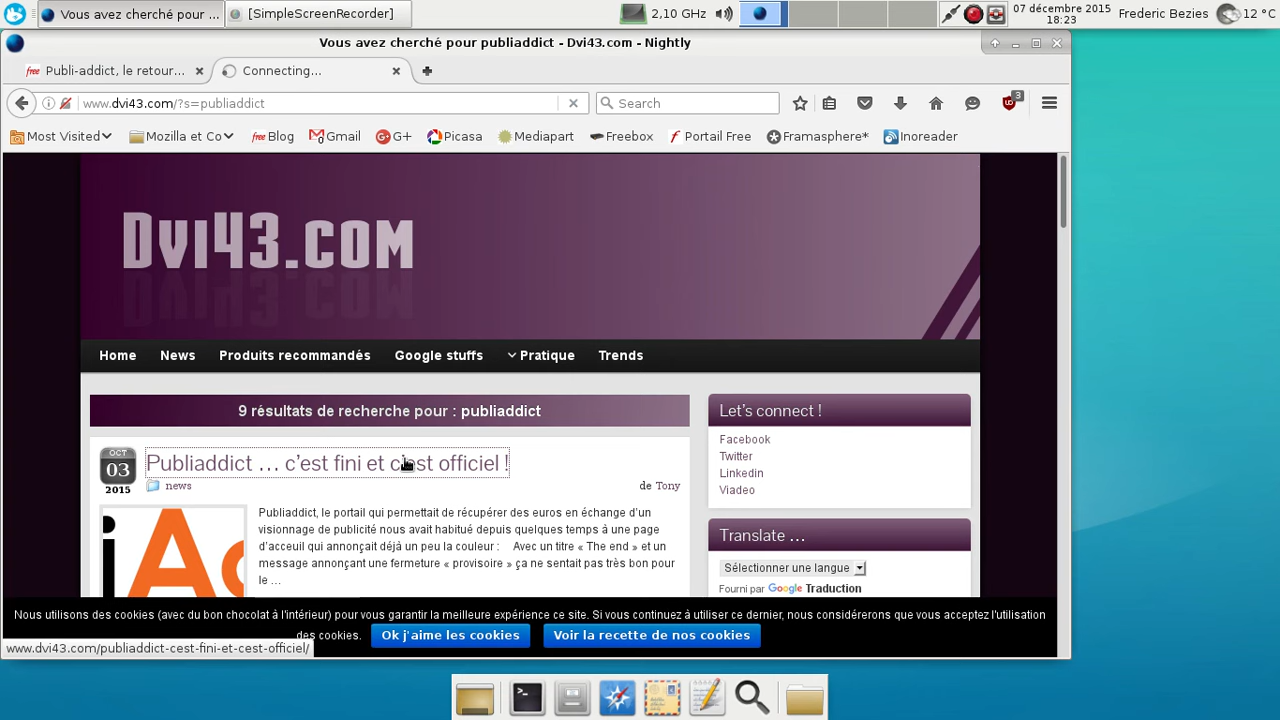 Vous avez cherché pour ...
[SimpleScreenRecorder]
2,10 GHz
07 décembre 2015
18:23
Frederic Bezies
12 °C
Vous avez cherché pour publiaddict - Dvi43.com - Nightly
free Publi-addict, le retour...
Connecting...
www.dvi43.com/?s=publiaddict
Search
3
Most Visited
Mozilla et Co
free Blog
Gmail
G+
Picasa
Mediapart
Freebox
Portail Free
Framasphere*
Inoreader
Dvi43.com
Home News Produits recommandés Google stuffs Pratique Trends
9 résultats de recherche pour : publiaddict
OCT
03
2015
Publiaddict … c'est fini et c'est officiel !
news
de Tony
Publiaddict, le portail qui permettait de récupérer des euros en échange d'un
visionnage de publicité nous avait habitué depuis quelques temps à une page
d'acceuil qui annonçait déjà un peu la couleur : Avec un titre « The end » et un
message annonçant une fermeture « provisoire » ça ne sentait pas très bon pour
le ...
Let's connect !
Facebook
Twitter
Linkedin
Viadeo
Translate …
Sélectionner une langue
Fourni par Google Traduction
Nous utilisons des cookies (avec du bon chocolat à l'intérieur) pour vous garantir la meilleure expérience ce site. Si vous continuez à utiliser ce dernier, nous considérerons que vous acceptez l'utilisation
des cookies.
Ok j'aime les cookies
Voir la recette de nos cookies
www.dvi43.com/publiaddict-cest-fini-et-cest-officiel/